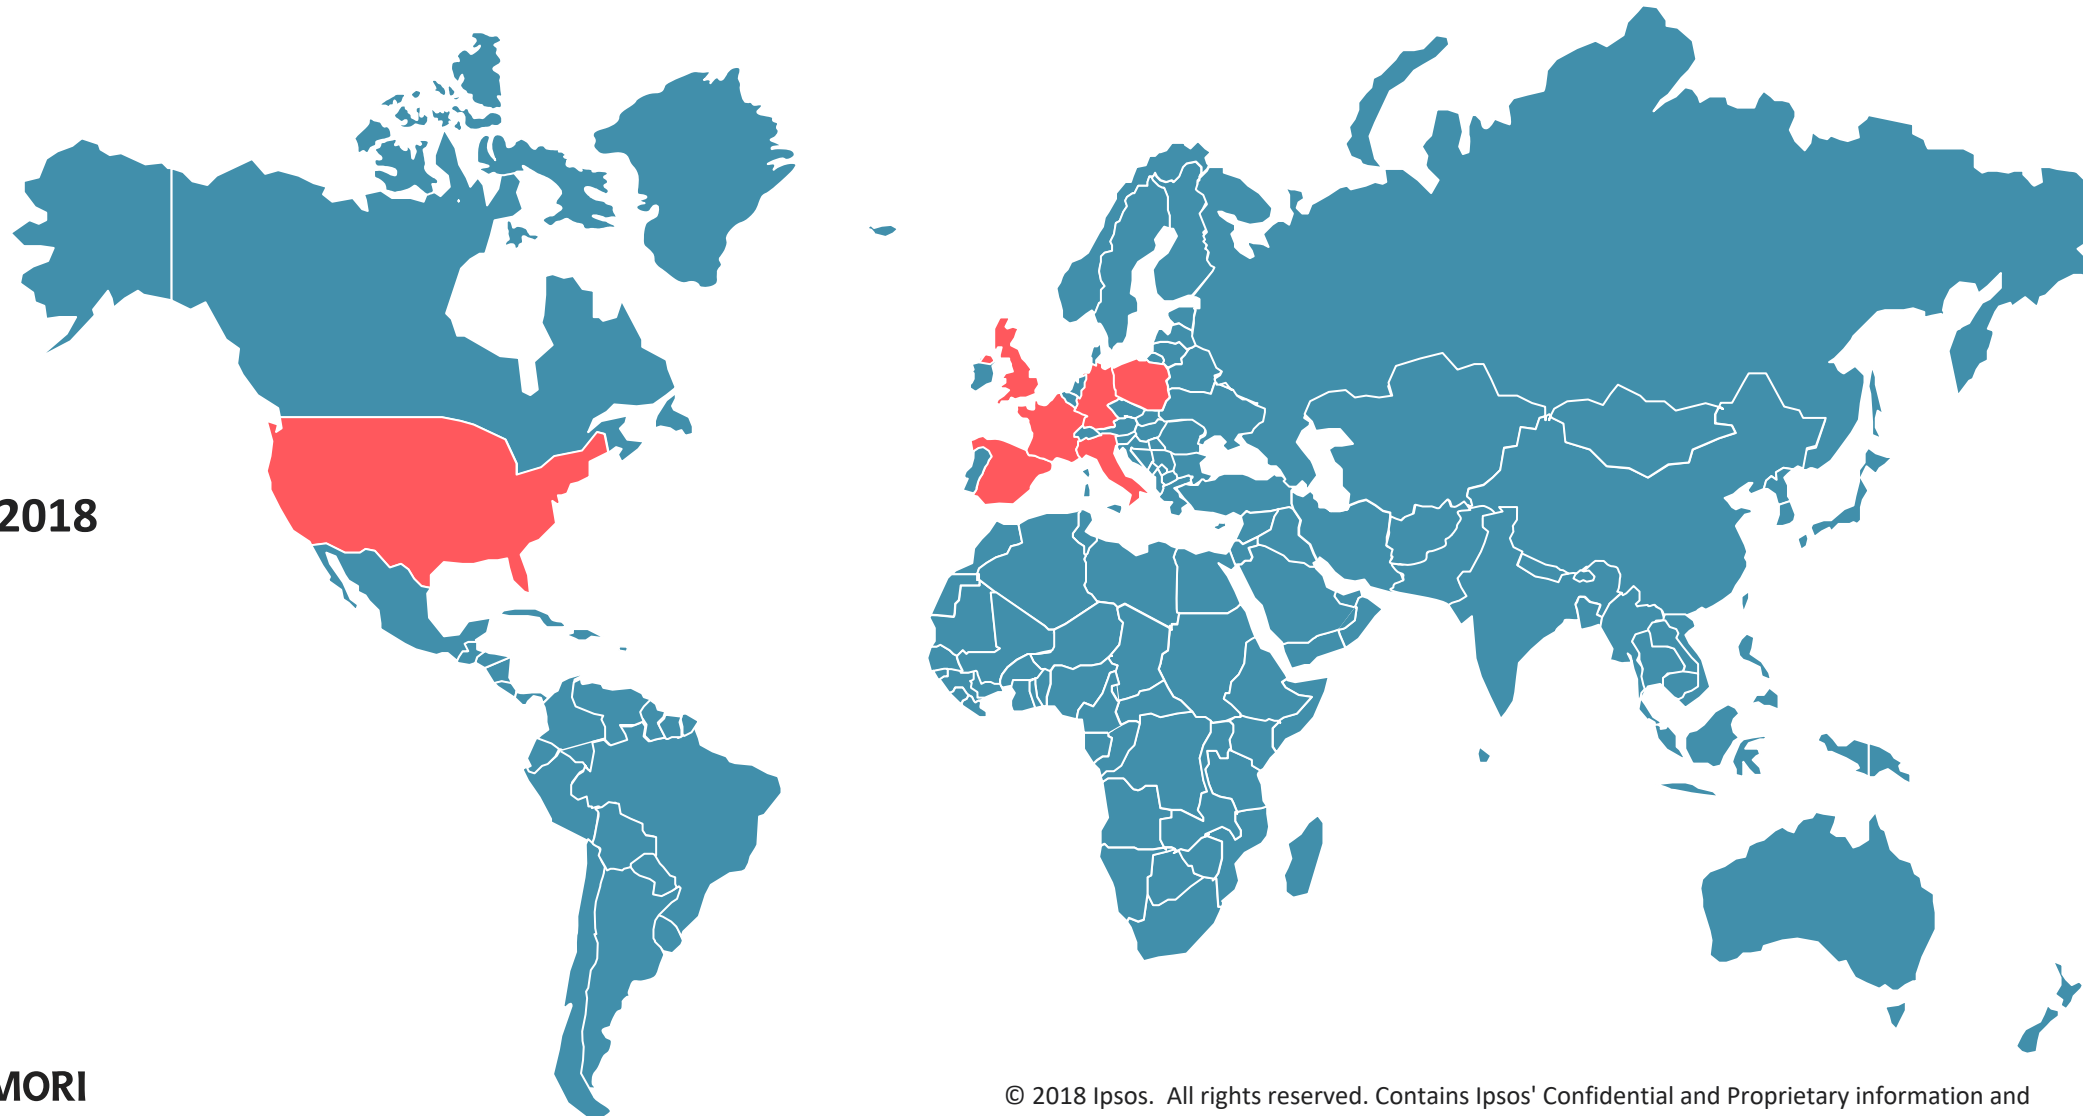 2018
MORI
© 2018 Ipsos. All rights reserved. Contains Ipsos' Confidential and Proprietary information and